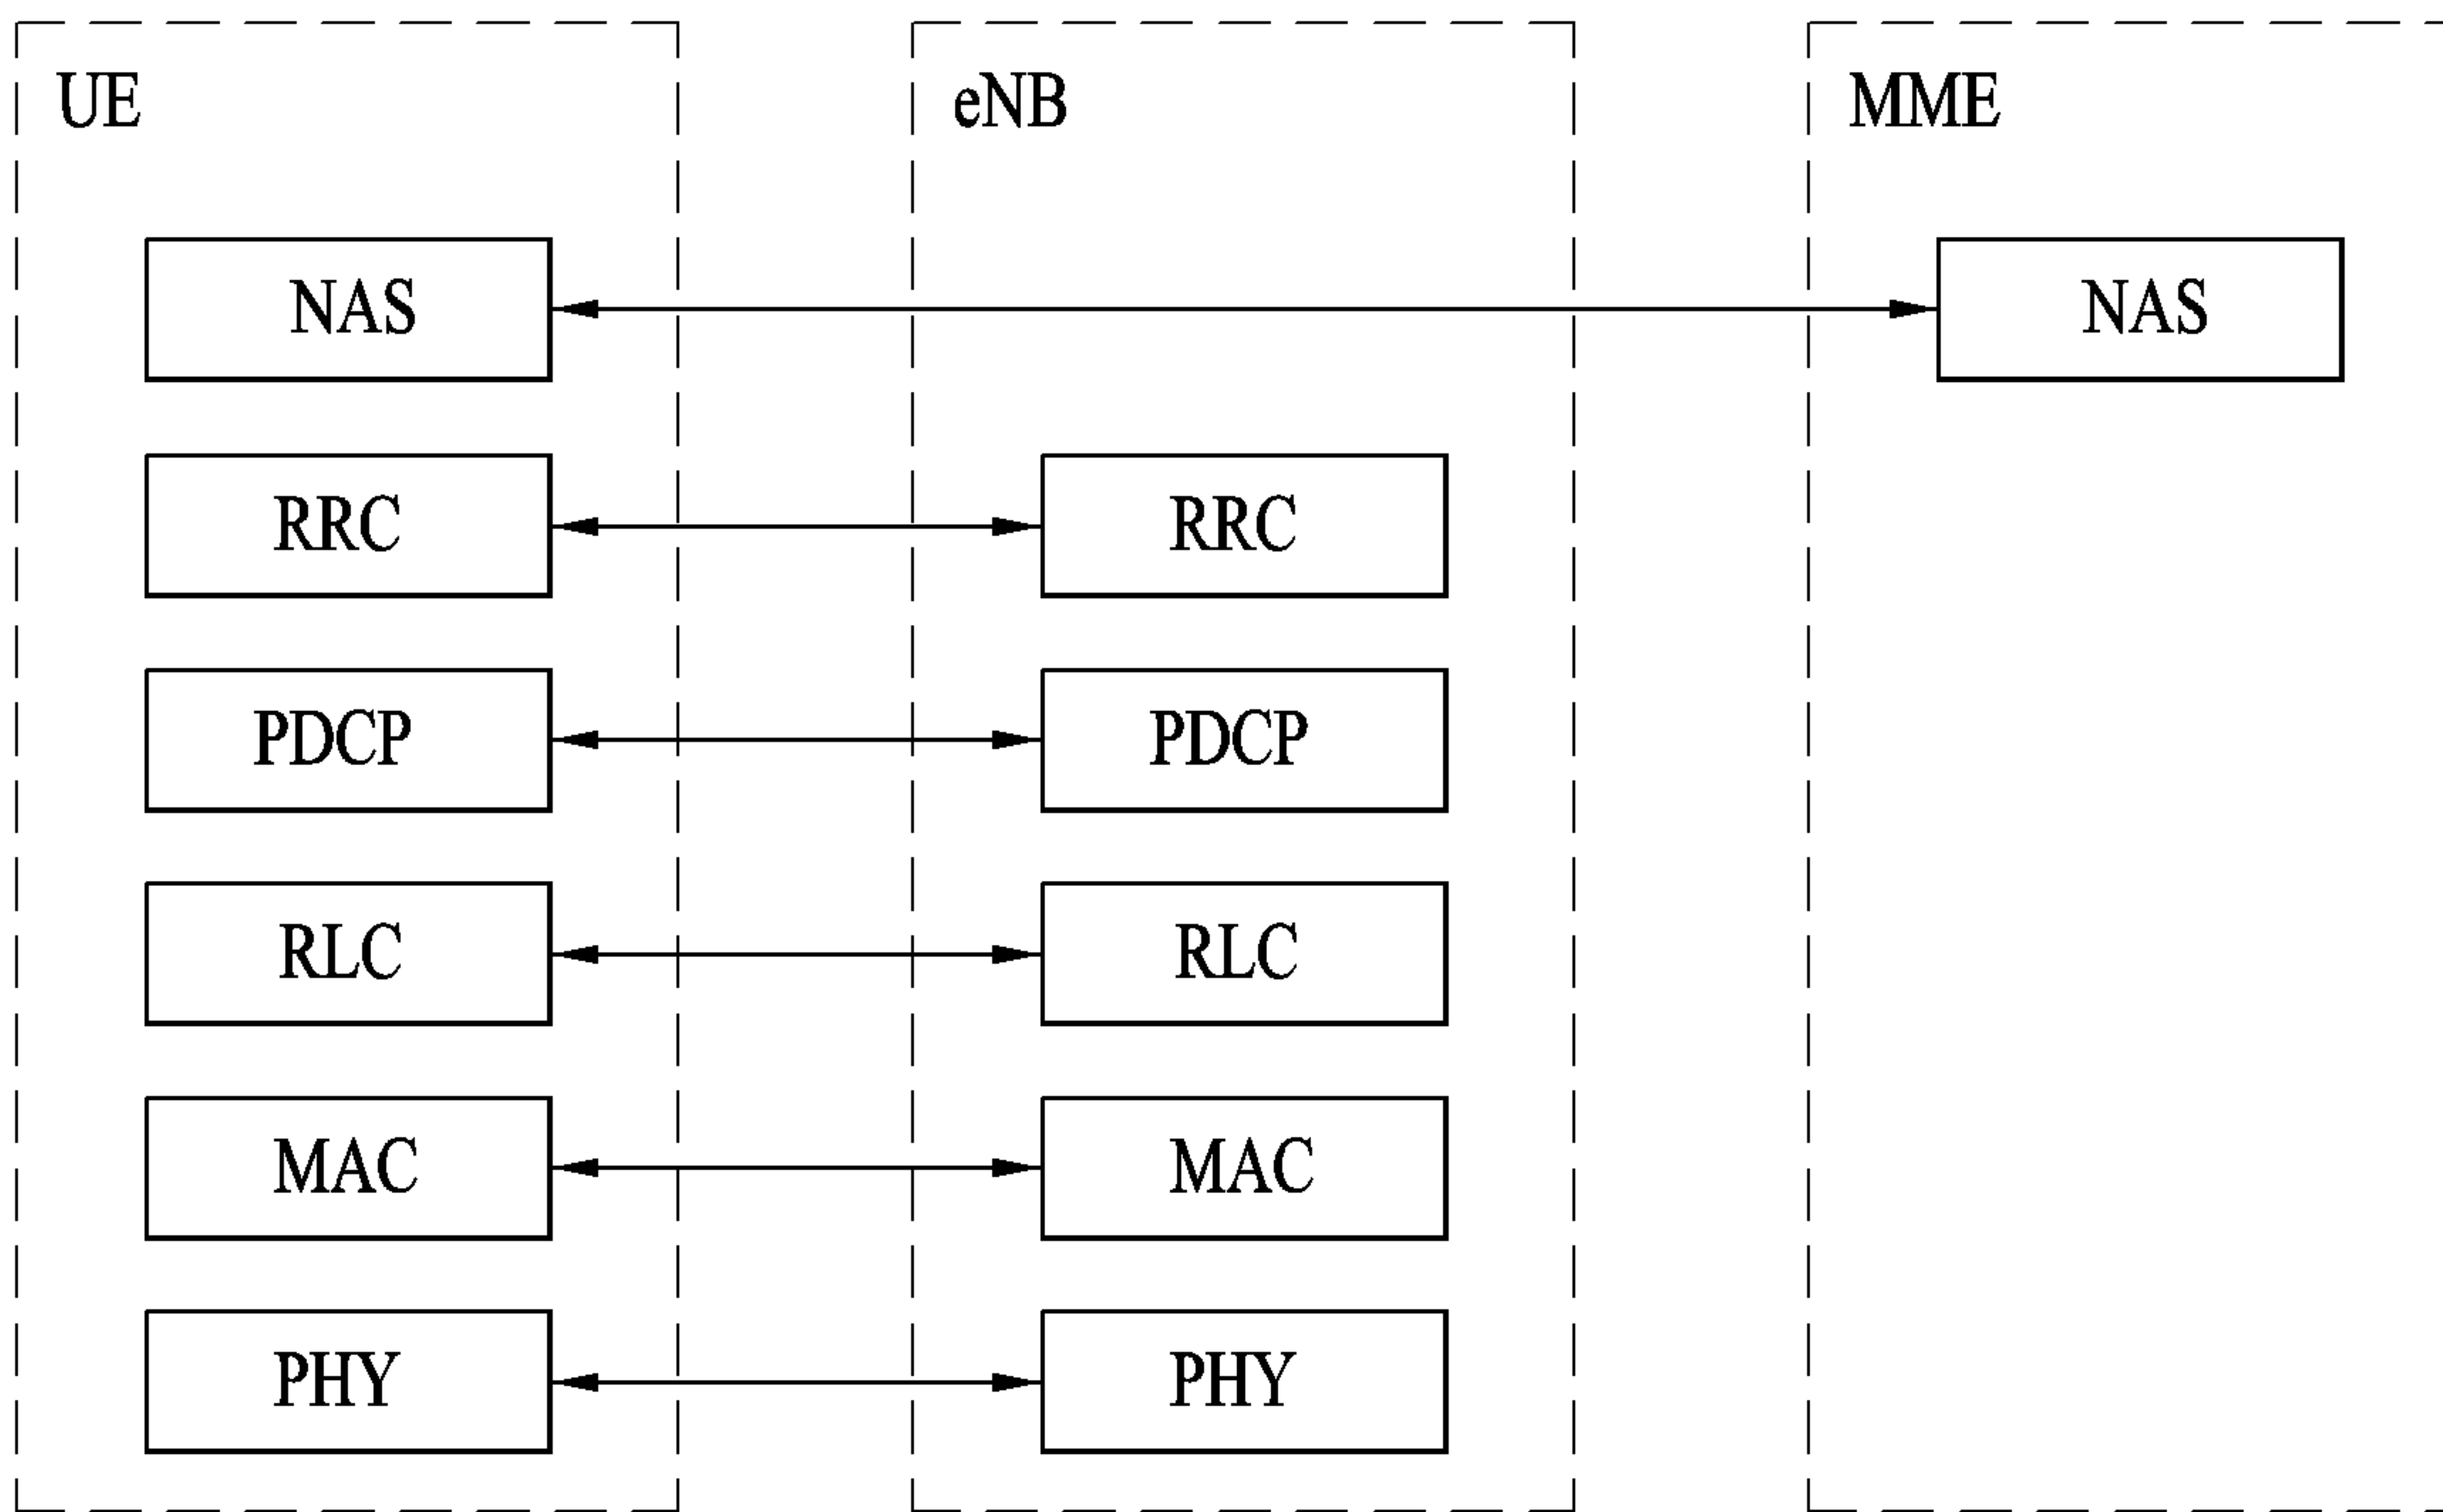 UE eNB MME
NAS NAS
RRC RRC
PDCP PDCP
RLC RLC
MAC MAC
PHY PHY